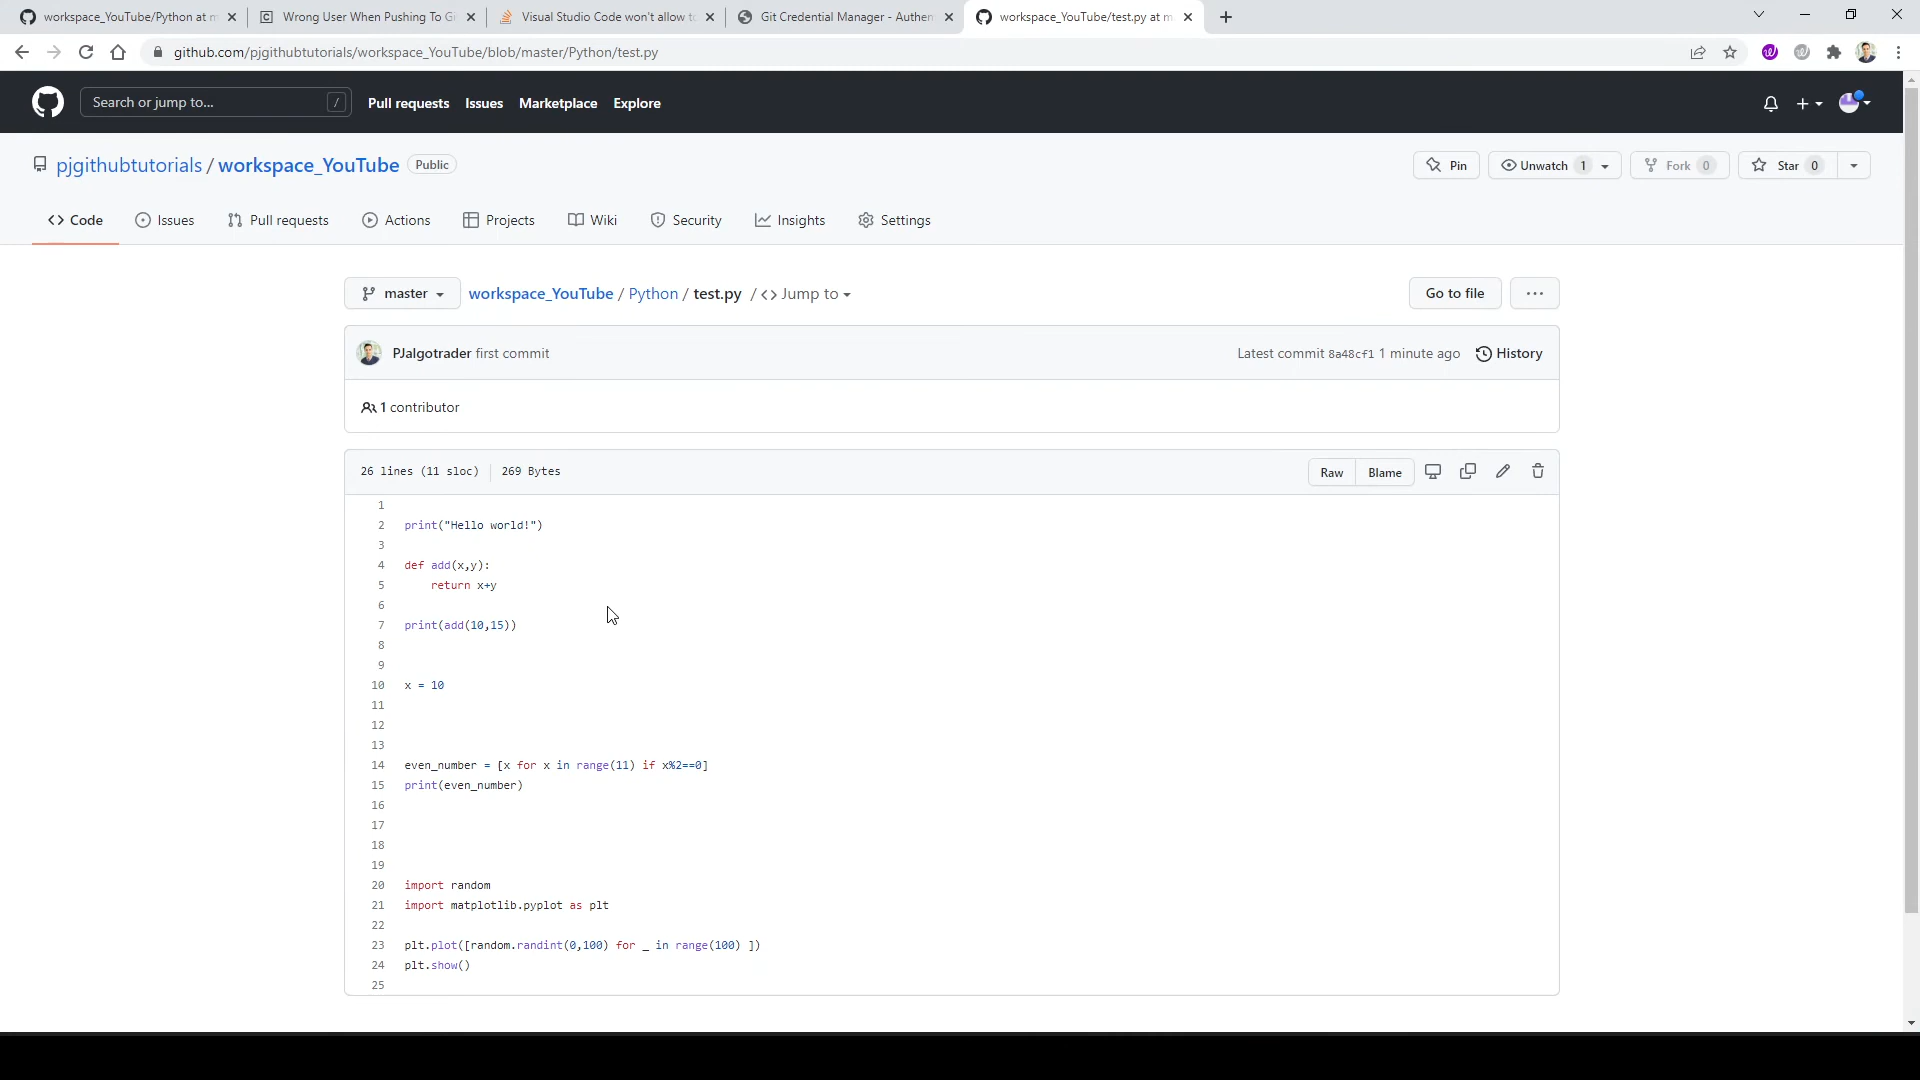 workspace_YouTube/Python at m
Wrong User When Pushing To Gi
Visual Studio Code won't allow to
Git Credential Manager - Authen
workspace_YouTube/test.py at m
github.com/pjgithubtutorials/workspace_YouTube/blob/master/Python/test.py
Search or jump to... /
Pull requests Issues Marketplace Explore
pjgithubtutorials / workspace_YouTube Public
Pin Unwatch 1 Fork 0 Star 0
<> Code Issues Pull requests Actions Projects Wiki Security Insights Settings
master workspace_YouTube / Python / test.py / <> Jump to Go to file ...
PJalgotrader first commit Latest commit 8a48cf1 1 minute ago History
1 contributor
26 lines (11 sloc) 269 Bytes Raw Blame
1
2 print("Hello world!")
3
4 def add(x,y):
5     return x+y
6
7 print(add(10,15))
8
9
10 x = 10
11
12
13
14 even_number = [x for x in range(11) if x%2==0]
15 print(even_number)
16
17
18
19
20 import random
21 import matplotlib.pyplot as plt
22
23 plt.plot([random.randint(0,100) for _ in range(100) ])
24 plt.show()
25